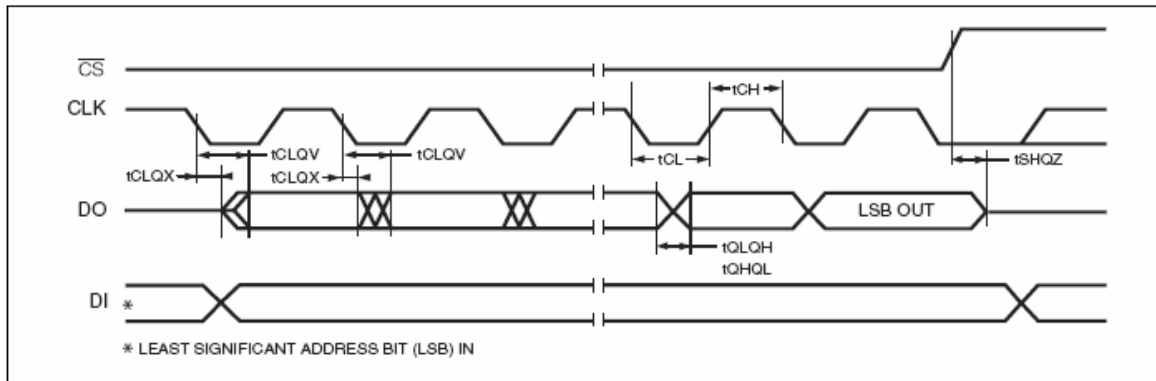 CS
CLK
tCH
tCLQV
tCLQV
tCL
tSHQZ
tCLQX
tCLQX
DO
LSB OUT
tQLQH
tQHQL
DI *
* LEAST SIGNIFICANT ADDRESS BIT (LSB) IN